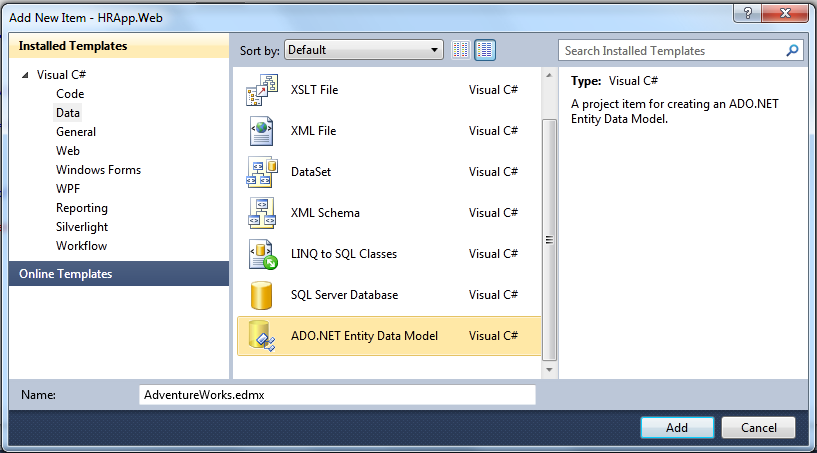 Add New Item - HRApp.Web
Installed Templates
Visual C#
Code
Data
General
Web
Windows Forms
WPF
Reporting
Silverlight
Workflow
Online Templates
Sort by: Default
XSLT File Visual C#
XML File Visual C#
DataSet Visual C#
XML Schema Visual C#
LINQ to SQL Classes Visual C#
SQL Server Database Visual C#
ADO.NET Entity Data Model Visual C#
Search Installed Templates
Type: Visual C#
A project item for creating an ADO.NET
Entity Data Model.
Name: AdventureWorks.edmx
Add Cancel